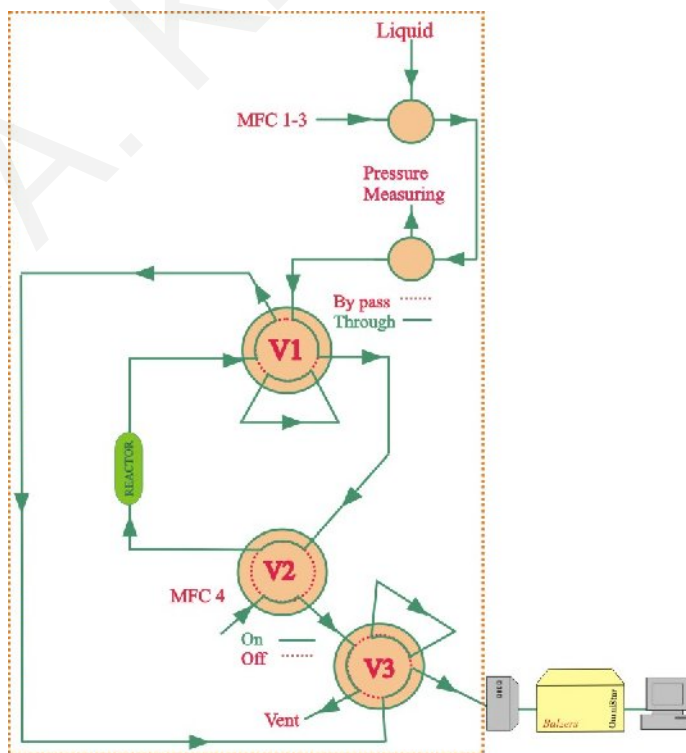 Liquid
MFC 1-3
Pressure
Measuring
By pass
Through
V1
REACTOR
V2
MFC 4
On
Off
V3
Vent
Balzers
OmniStar